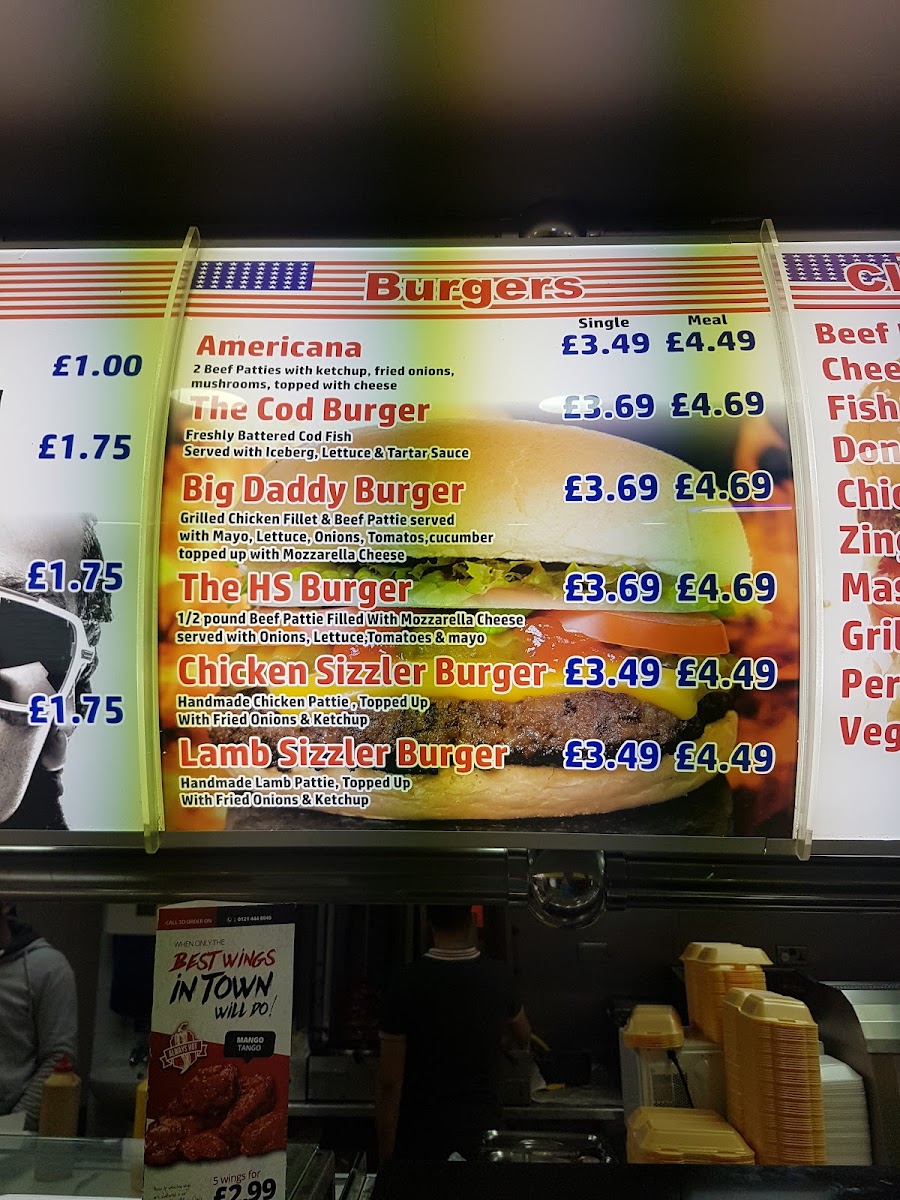 Burgers
Single Meal
Americana £3.49 £4.49
2 Beef Patties with ketchup, fried onions,
mushrooms, topped with cheese
The Cod Burger £3.69 £4.69
Freshly Battered Cod Fish
Served with Iceberg, Lettuce & Tartar Sauce
Big Daddy Burger £3.69 £4.69
Grilled Chicken Fillet & Beef Pattie served
with Mayo, Lettuce, Onions, Tomatos,cucumber
topped up with Mozzarella Cheese
The HS Burger £3.69 £4.69
1/2 pound Beef Pattie Filled With Mozzarella Cheese
served with Onions, Lettuce,Tomatoes & mayo
Chicken Sizzler Burger £3.49 £4.49
Handmade Chicken Pattie , Topped Up
With Fried Onions & Ketchup
Lamb Sizzler Burger £3.49 £4.49
Handmade Lamb Pattie, Topped Up
With Fried Onions & Ketchup
£1.00
£1.75
£1.75
£1.75
Beef
Chee
Fish
Don
Chic
Zing
Mas
Gril
Per
Veg
CALL TO ORDER ON
WHEN ONLY THE
BEST WINGS
IN TOWN
WILL DO!
MANGO
TANGO
ALWAYS HOT
5 wings for
£2.99